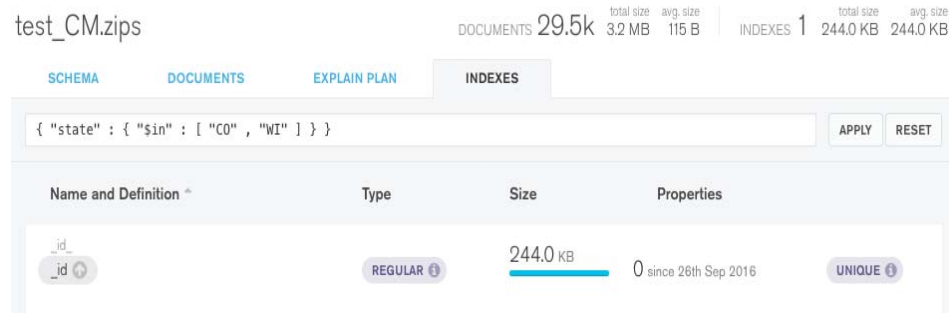 test_CM.zips
DOCUMENTS 29.5k total size 3.2 MB avg. size 115 B INDEXES 1 total size 244.0 KB avg. size 244.0 KB
SCHEMA DOCUMENTS EXPLAIN PLAN INDEXES
{ "state" : { "$in" : [ "CO" , "WI" ] } } APPLY RESET
Name and Definition Type Size Properties
_id_
_id REGULAR 244.0 KB 0 since 26th Sep 2016 UNIQUE